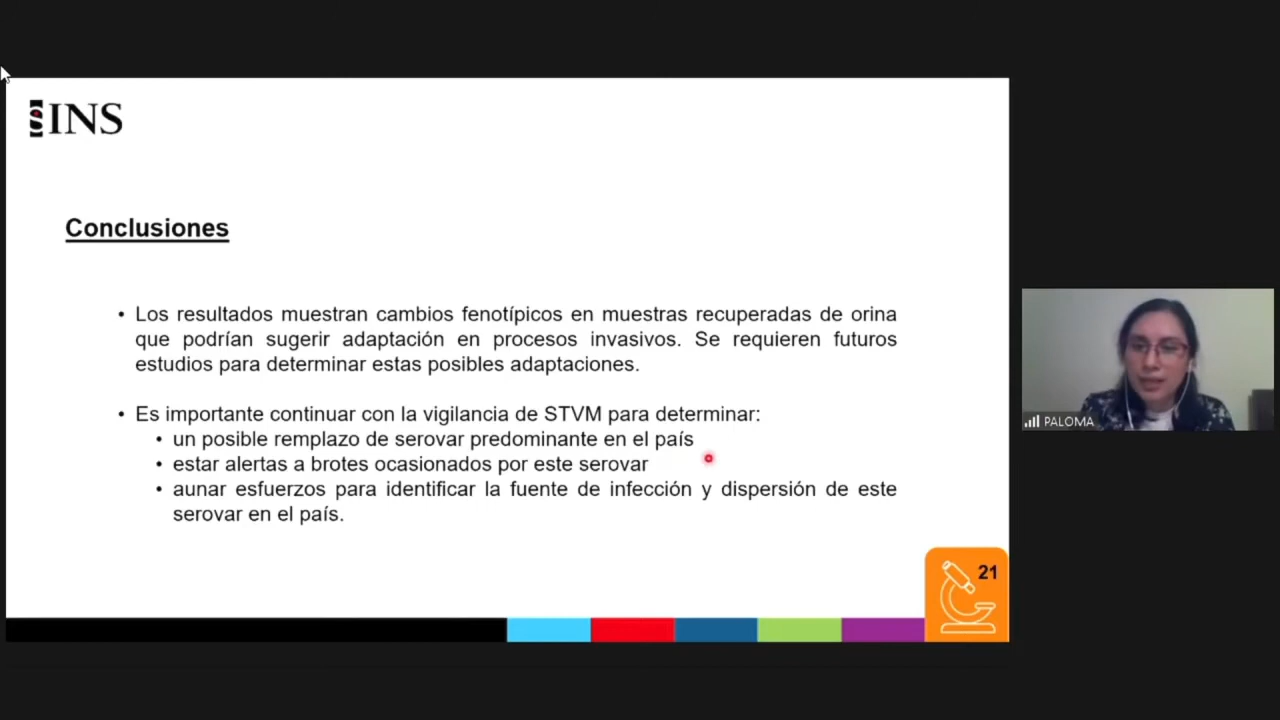 INS
Conclusiones
• Los resultados muestran cambios fenotípicos en muestras recuperadas de orina
que podrían sugerir adaptación en procesos invasivos. Se requieren futuros
estudios para determinar estas posibles adaptaciones.
• Es importante continuar con la vigilancia de STVM para determinar:
• un posible remplazo de serovar predominante en el país
• estar alertas a brotes ocasionados por este serovar
• aunar esfuerzos para identificar la fuente de infección y dispersión de este
serovar en el país.
21
PALOMA